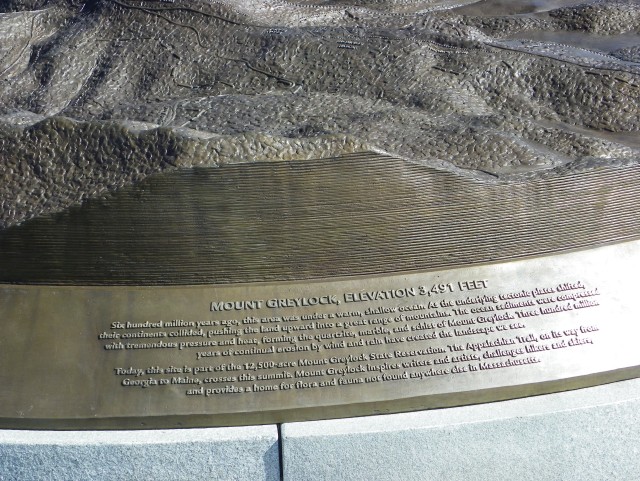 MOUNT GREYLOCK, ELEVATION 3,491 FEET
Six hundred million years ago, this area was under a warm, shallow ocean. As the underlying tectonic plates shifted,
their continents collided, pushing the land upward into a great range of mountains. The ocean sediments were compressed
with tremendous pressure and heat, forming the quartzite, marble, and schist of Mount Greylock. Three hundred million
years of continual erosion by wind and rain have created the landscape we see.
Today, this site is part of the 12,500-acre Mount Greylock State Reservation. The Appalachian Trail, on its way from
Georgia to Maine, crosses this summit. Mount Greylock inspires writers and artists, challenges hikers and skiers,
and provides a home for flora and fauna not found anywhere else in Massachusetts.